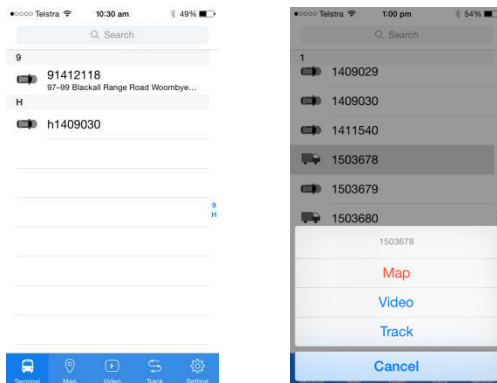 Telstra 10:30 am 49%
Search
9
91412118
97-99 Blackall Range Road Woombye...
H
h1409030
9
H
Terminal Map Video Track Setting
Telstra 1:00 pm 54%
Search
1
1409029
1409030
1411540
1503678
1503679
1503680
1503678
Map
Video
Track
Cancel